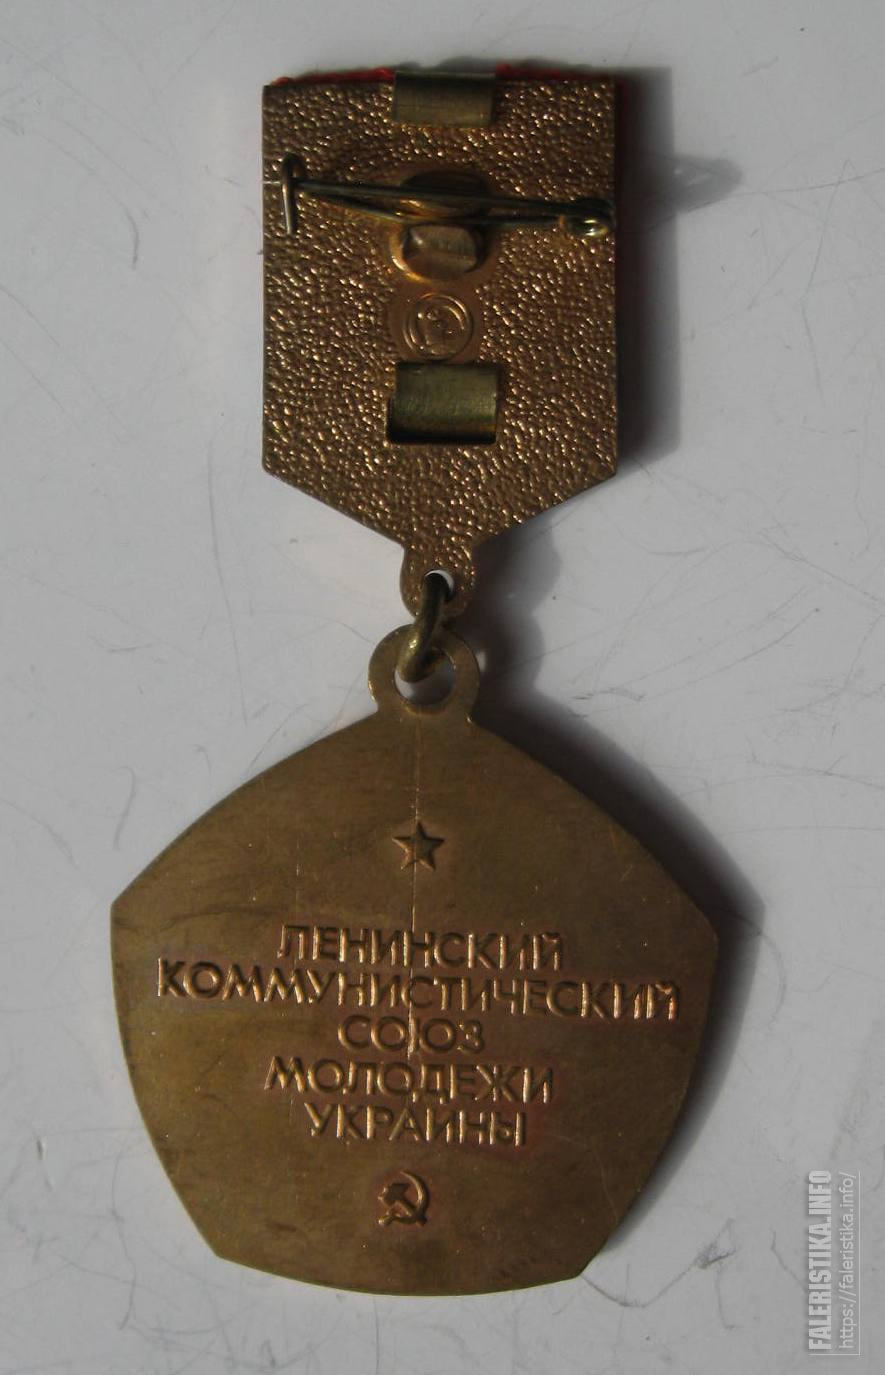 ЛЕНИНСКИЙ
КОММУНИСТИЧЕСКИЙ
СОЮЗ
МОЛОДЕЖИ
УКРАИНЫ
FALERISTIKA.INFO
https://faleristika.info/